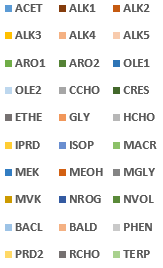 ACET ALK1 ALK2
ALK3 ALK4 ALK5
ARO1 ARO2 OLE1
OLE2 CCHO CRES
ETHE GLY HCHO
IPRD ISOP MACR
MEK MEOH MGLY
MVK NROG NVOL
BACL BALD PHEN
PRD2 RCHO TERP